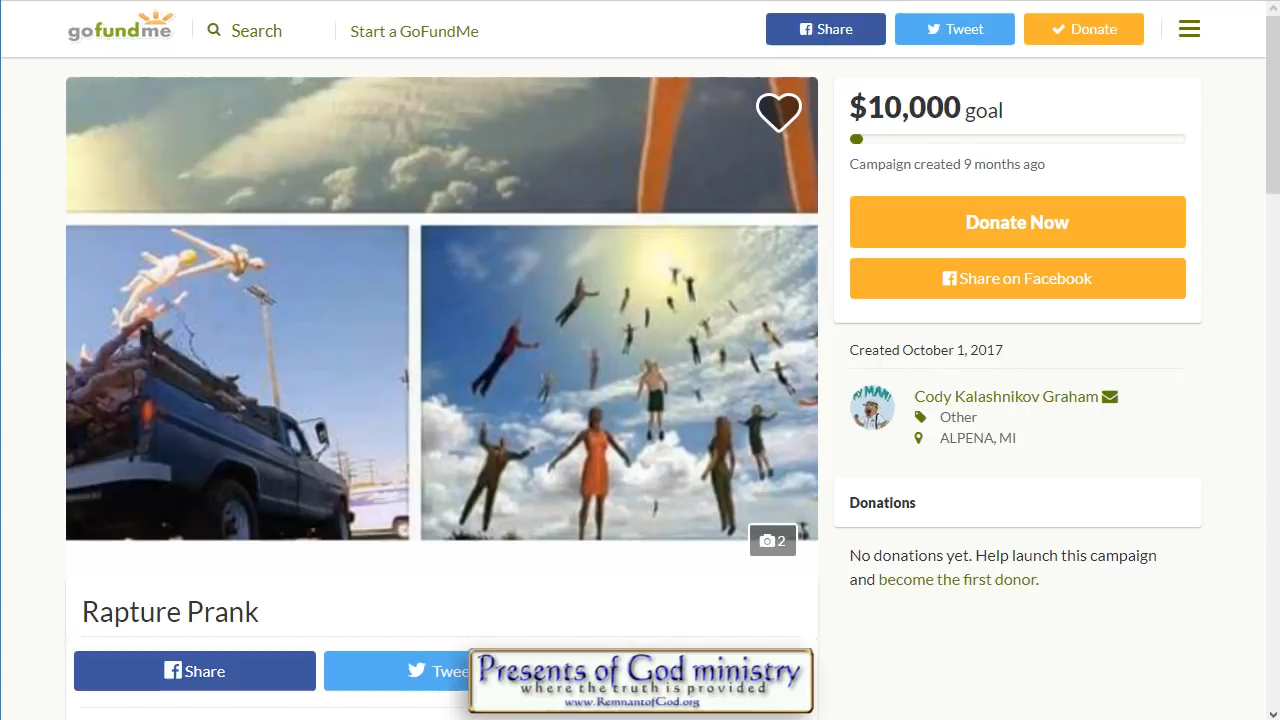 gofundme
Search
Start a GoFundMe
Share
Tweet
Donate
$10,000 goal
Campaign created 9 months ago
Donate Now
Share on Facebook
Created October 1, 2017
MY MAN!
Cody Kalashnikov Graham
Other
ALPENA, MI
2
Donations
No donations yet. Help launch this campaign
and become the first donor.
Rapture Prank
Share
Twee
Presents of God ministry
where the truth is provided
www.RemnantofGod.org